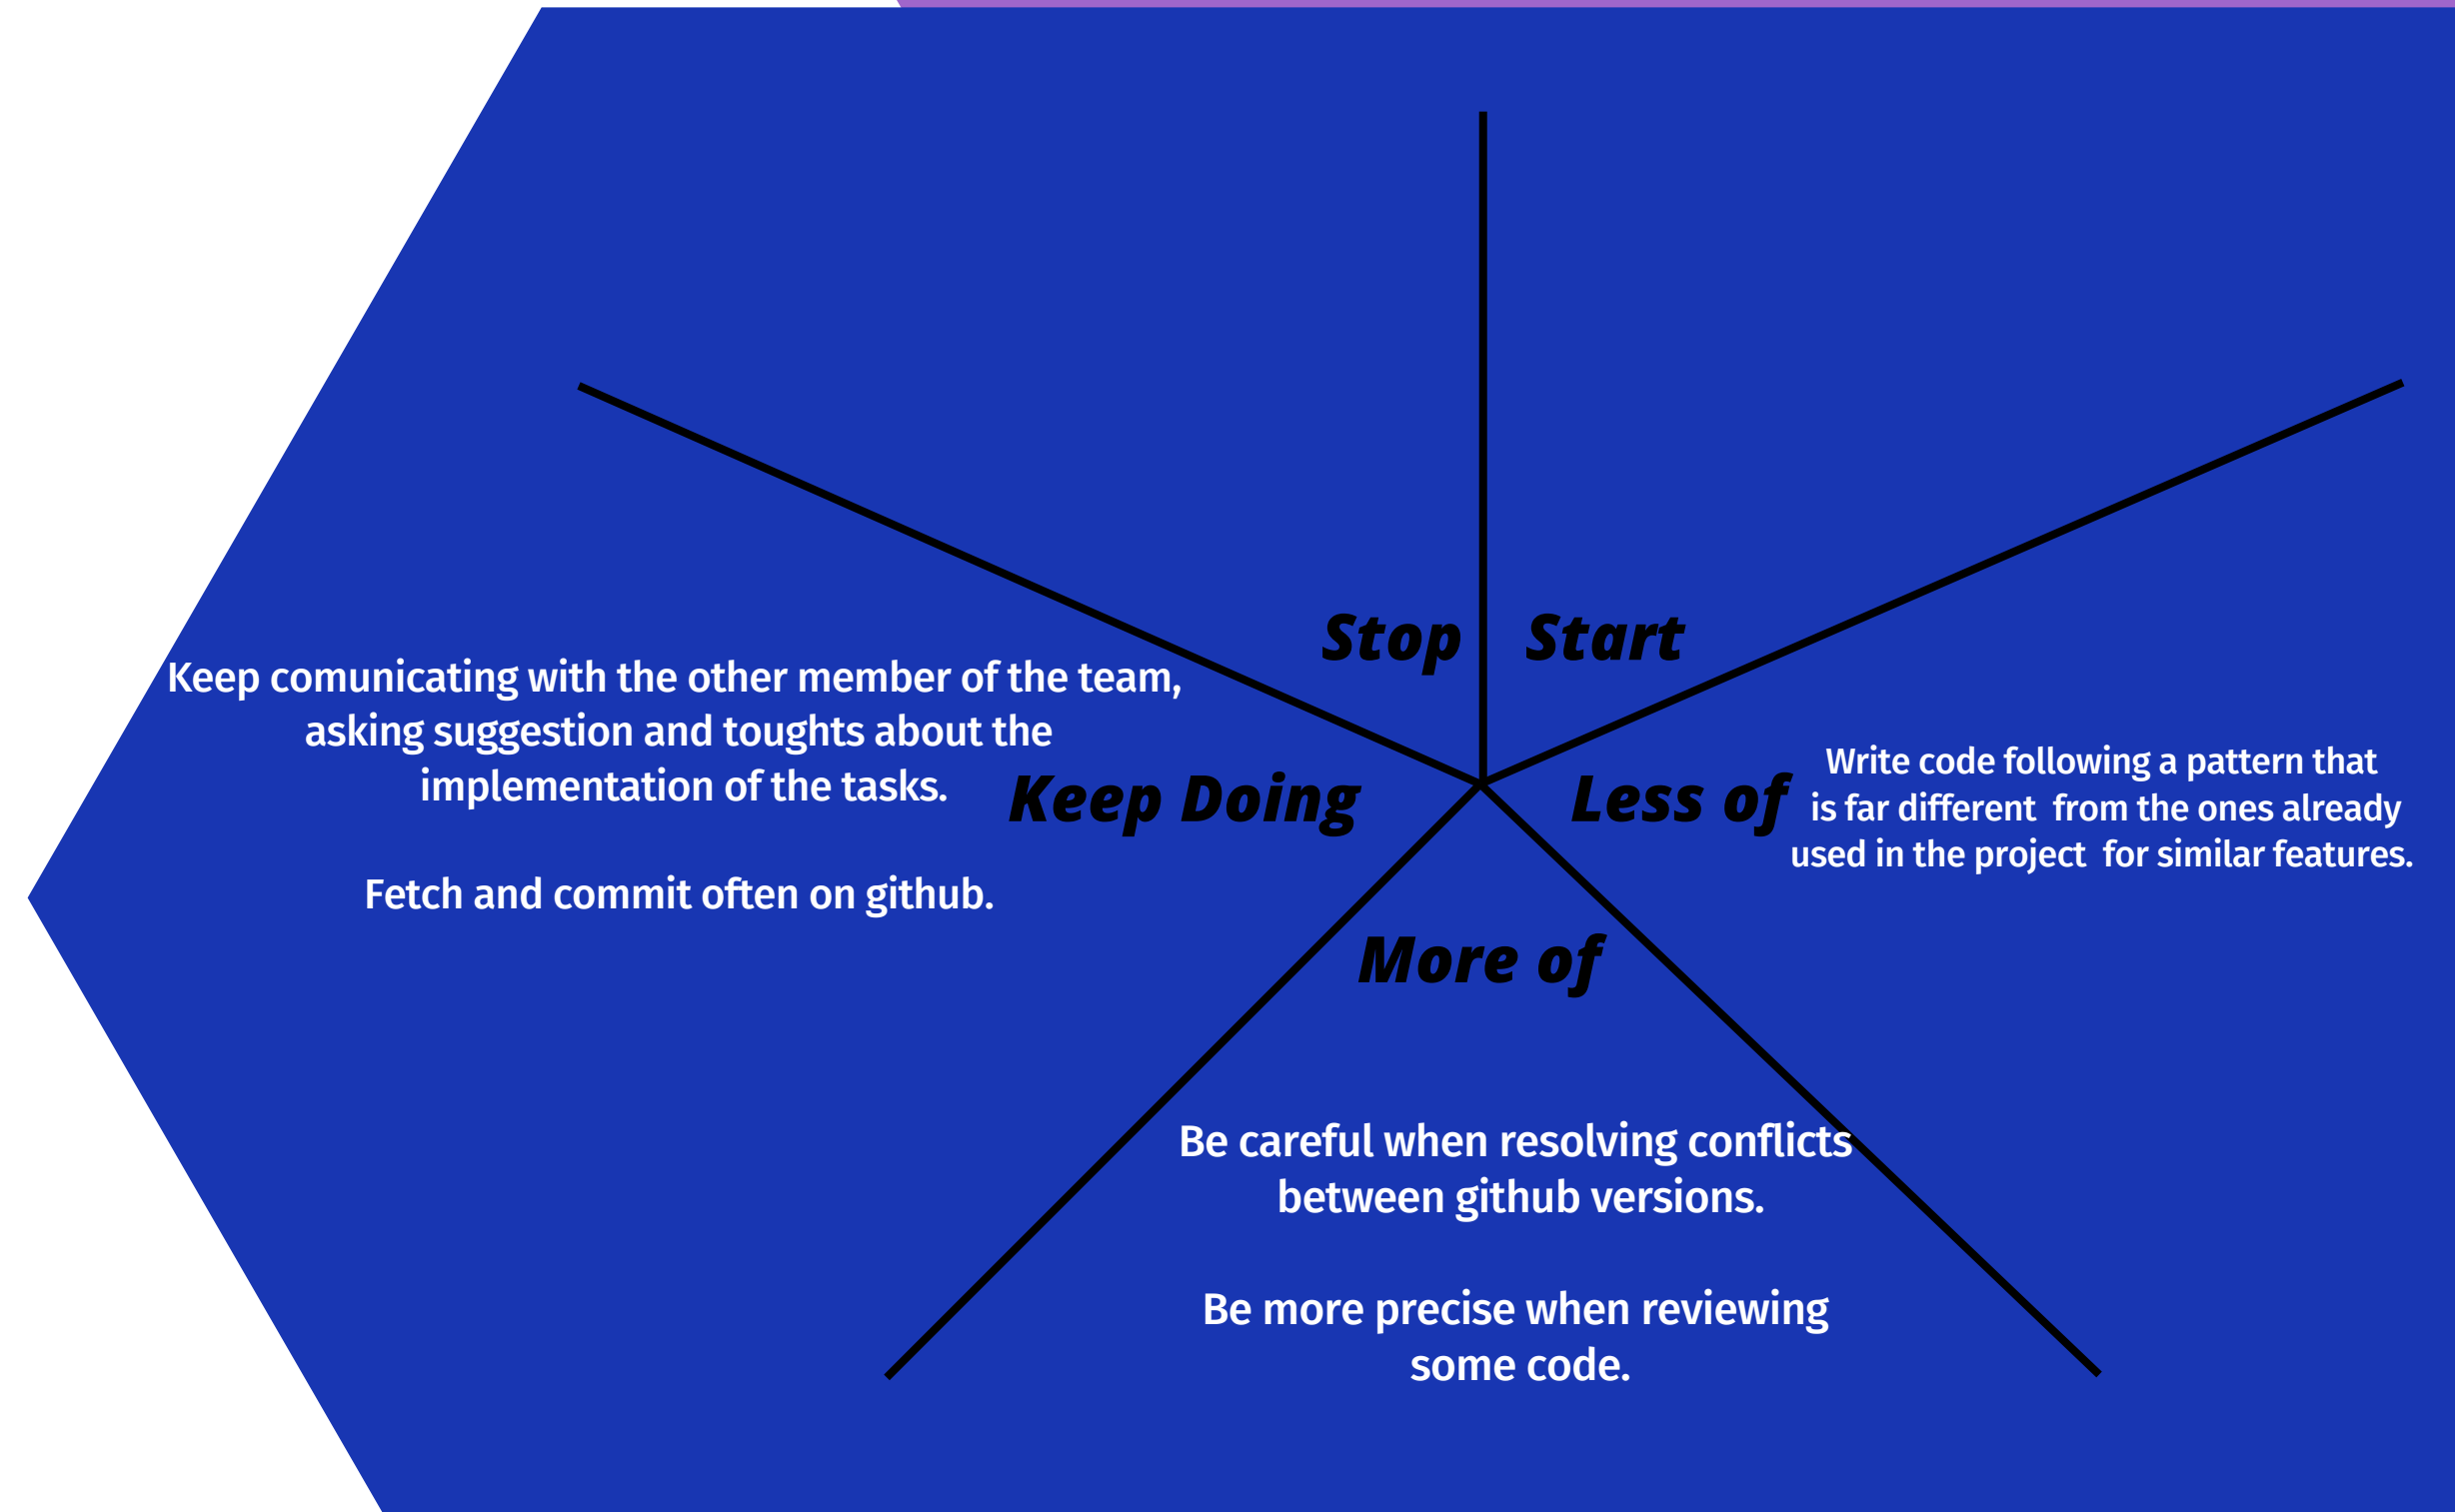 Stop
Start
Keep comunicating with the other member of the team,
asking suggestion and toughts about the
implementation of the tasks.
Fetch and commit often on github.
Keep Doing
Less of
Write code following a pattern that
is far different  from the ones already
used in the project  for similar features.
More of
Be careful when resolving conflicts
between github versions.
Be more precise when reviewing
some code.